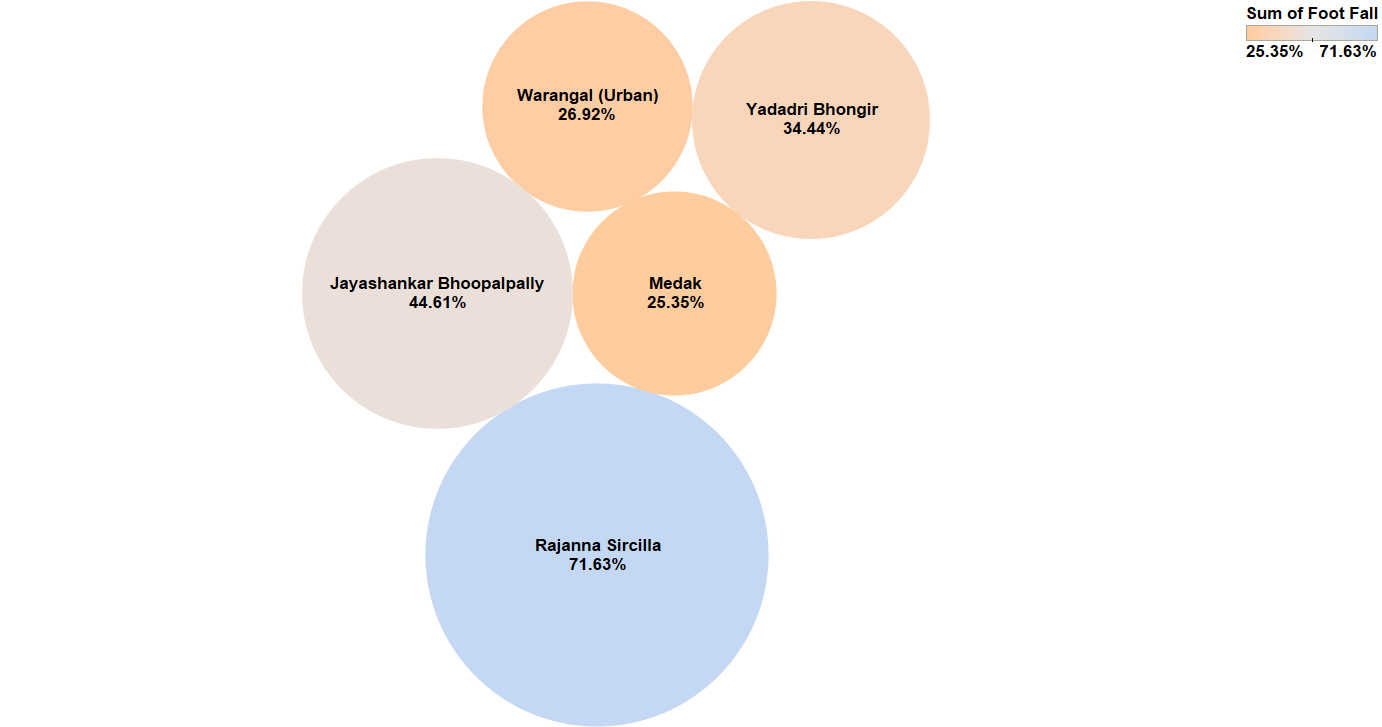 Sum of Foot Fall
25.35% 71.63%
Warangal (Urban)
26.92%
Yadadri Bhongir
34.44%
Jayashankar Bhoopalpally
44.61%
Medak
25.35%
Rajanna Sircilla
71.63%